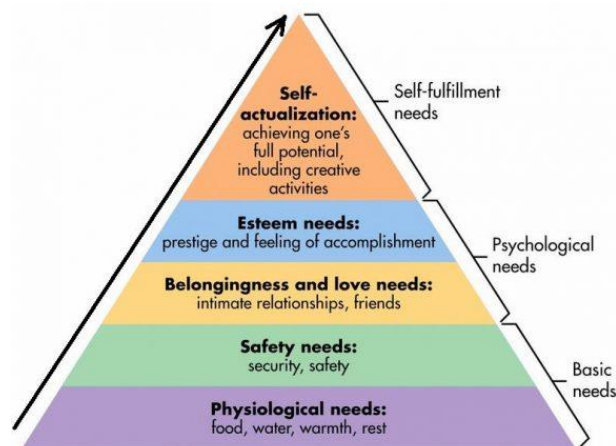 Self-
actualization:
achieving one's
full potential,
including creative
activities
Self-fulfillment
needs
Esteem needs:
prestige and feeling of accomplishment
Belongingness and love needs:
intimate relationships, friends
Psychological
needs
Safety needs:
security, safety
Physiological needs:
food, water, warmth, rest
Basic
needs